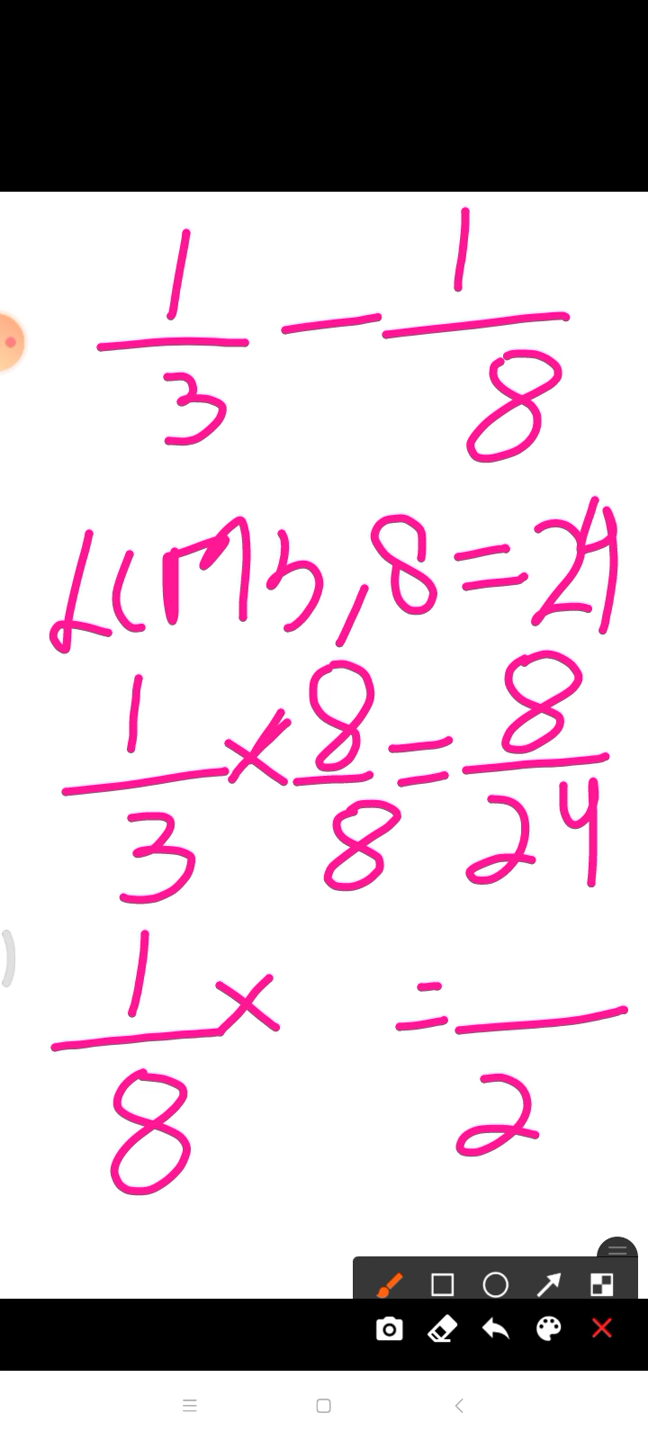 1/3 - 1/8
LCM 3,8=24
1/3 × 8/8 = 8/24
1/8 × = /2